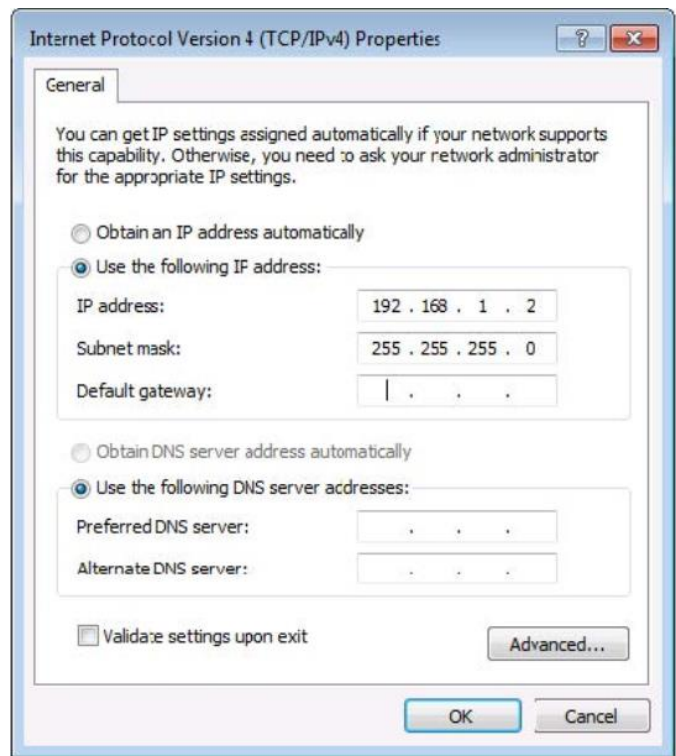 Internet Protocol Version 4 (TCP/IPv4) Properties
General
You can get IP settings assigned automatically if your network supports
this capability. Otherwise, you need to ask your network administrator
for the appropriate IP settings.
Obtain an IP address automatically
Use the following IP address:
IP address: 192 . 168 . 1 . 2
Subnet mask: 255 . 255 . 255 . 0
Default gateway: . . .
Obtain DNS server address automatically
Use the following DNS server addresses:
Preferred DNS server: . . .
Alternate DNS server: . . .
Validate settings upon exit
Advanced...
OK Cancel